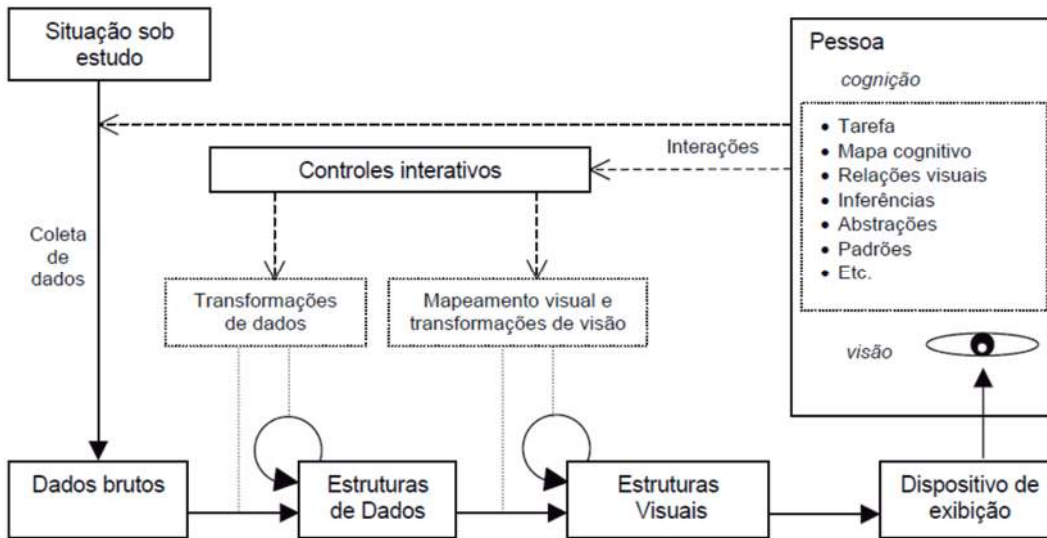 Situação sob
estudo
Pessoa
cognição
Interações
Controles interativos
• Tarefa
• Mapa cognitivo
• Relações visuais
• Inferências
• Abstrações
• Padrões
• Etc.
Coleta
de
dados
Transformações
de dados
Mapeamento visual e
transformações de visão
visão
Dados brutos
Estruturas
de Dados
Estruturas
Visuais
Dispositivo de
exibição